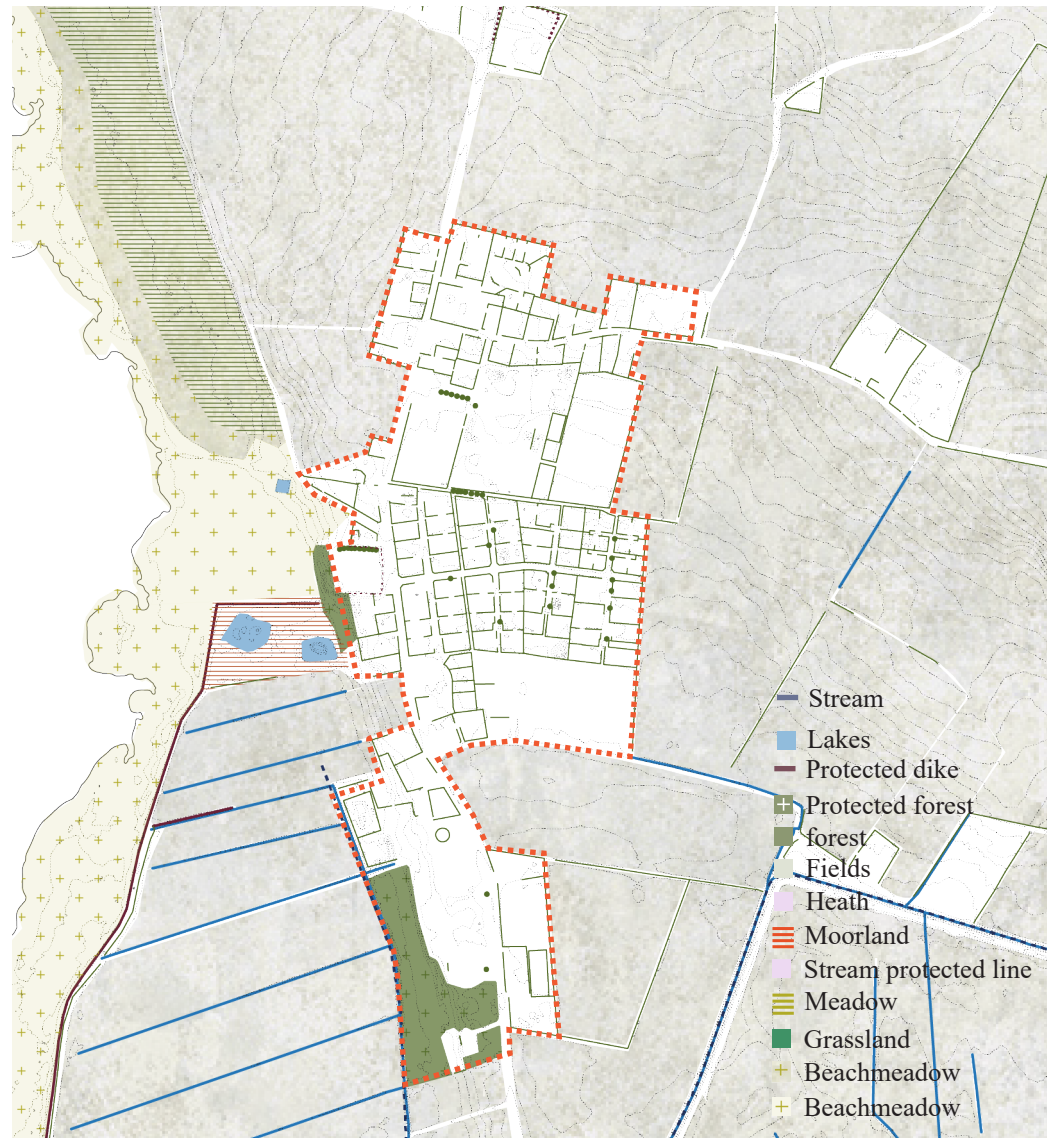 Stream
Lakes
Protected dike
Protected forest
forest
Fields
Heath
Moorland
Stream protected line
Meadow
Grassland
Beachmeadow
Beachmeadow